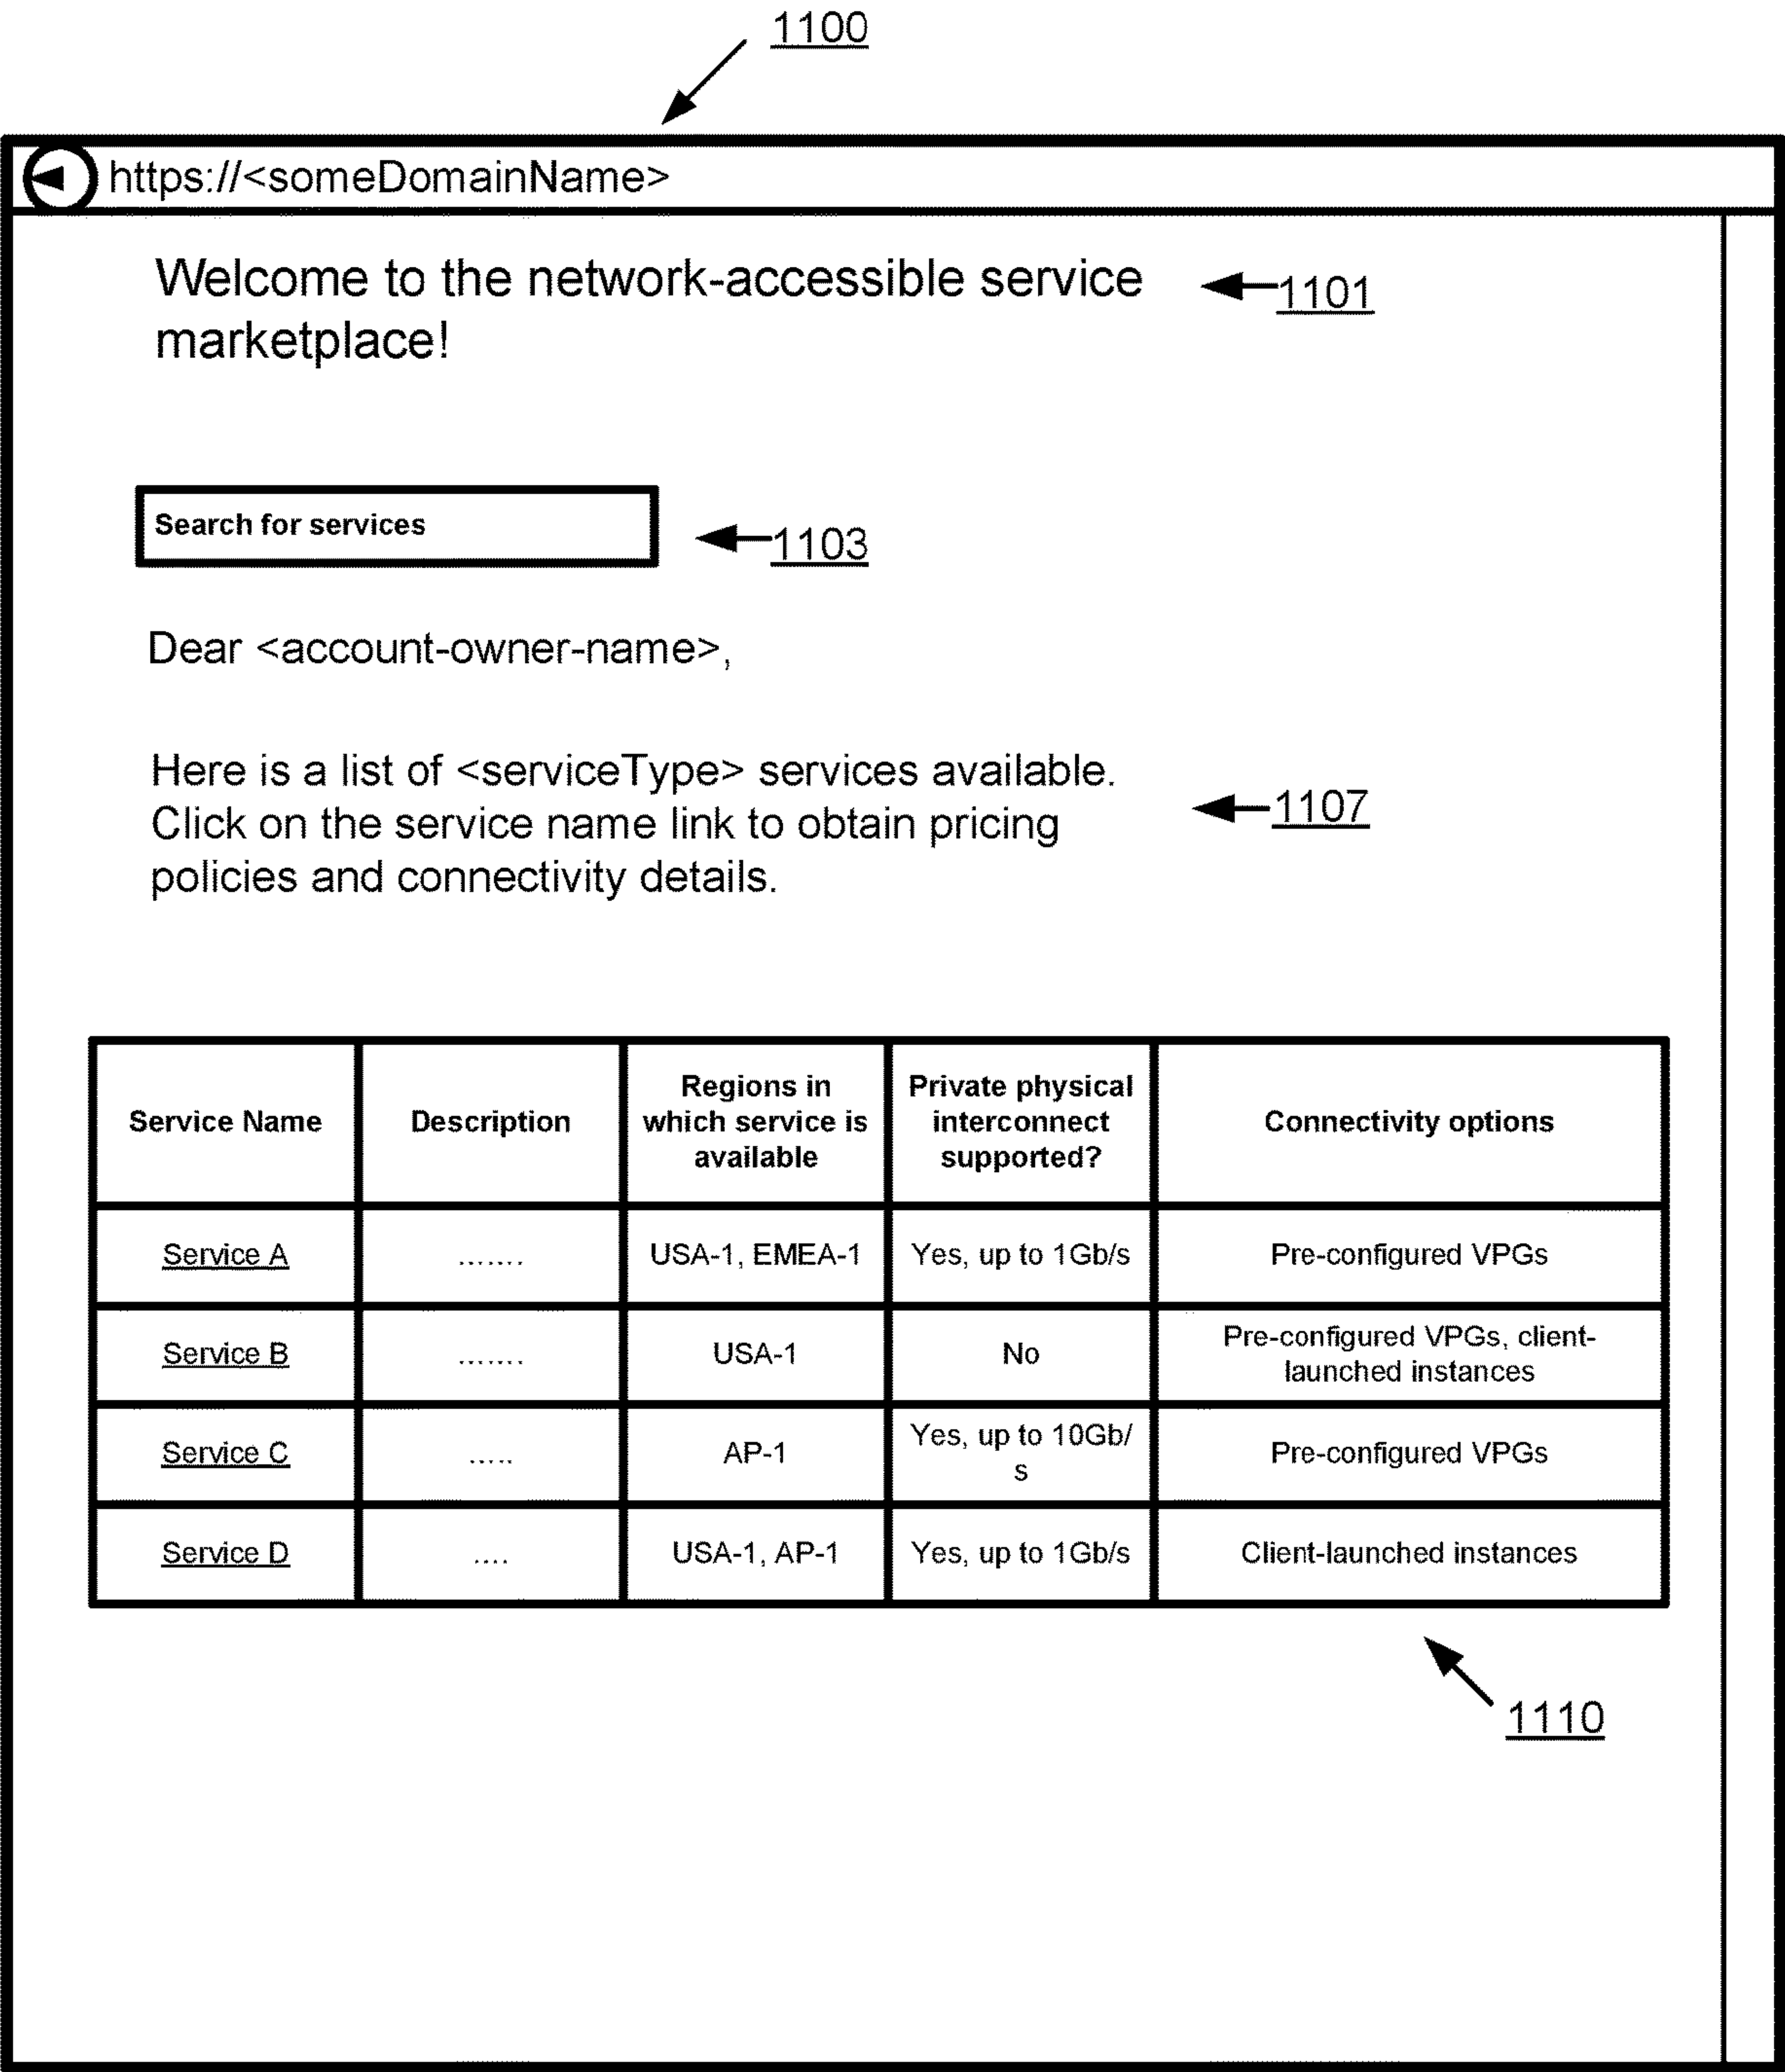 1100
https://<someDomainName>
Welcome to the network-accessible service
marketplace!
1101
Search for services
1103
Dear <account-owner-name>,
Here is a list of <serviceType> services available.
Click on the service name link to obtain pricing
policies and connectivity details.
1107
Service Name
Description
Regions in
which service is
available
Private physical
interconnect
supported?
Connectivity options
Service A
.......
USA-1, EMEA-1
Yes, up to 1Gb/s
Pre-configured VPGs
Service B
.......
USA-1
No
Pre-configured VPGs, client-
launched instances
Service C
.....
AP-1
Yes, up to 10Gb/
s
Pre-configured VPGs
Service D
....
USA-1, AP-1
Yes, up to 1Gb/s
Client-launched instances
1110